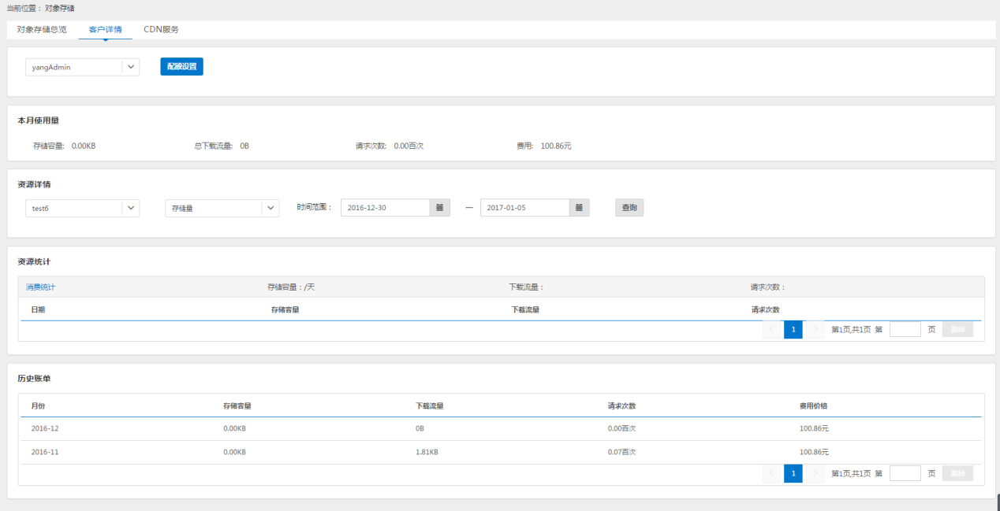 当前位置： 对象存储
对象存储总览 客户详情 CDN服务
yangAdmin 配额设置
本月使用量
存储容量: 0.00KB 总下载流量: 0B 请求次数: 0.00百次 费用: 100.86元
资源详情
test6 存储量 时间范围： 2016-12-30 — 2017-01-05 查询
资源统计
消费统计 存储容量：/天 下载流量： 请求次数：
日期 存储容量 下载流量 请求次数
< 1 > 第1页,共1页 第 页 跳转
历史账单
月份 存储容量 下载流量 请求次数 费用价格
2016-12 0.00KB 0B 0.00百次 100.86元
2016-11 0.00KB 1.81KB 0.07百次 100.86元
< 1 > 第1页,共1页 第 页 跳转